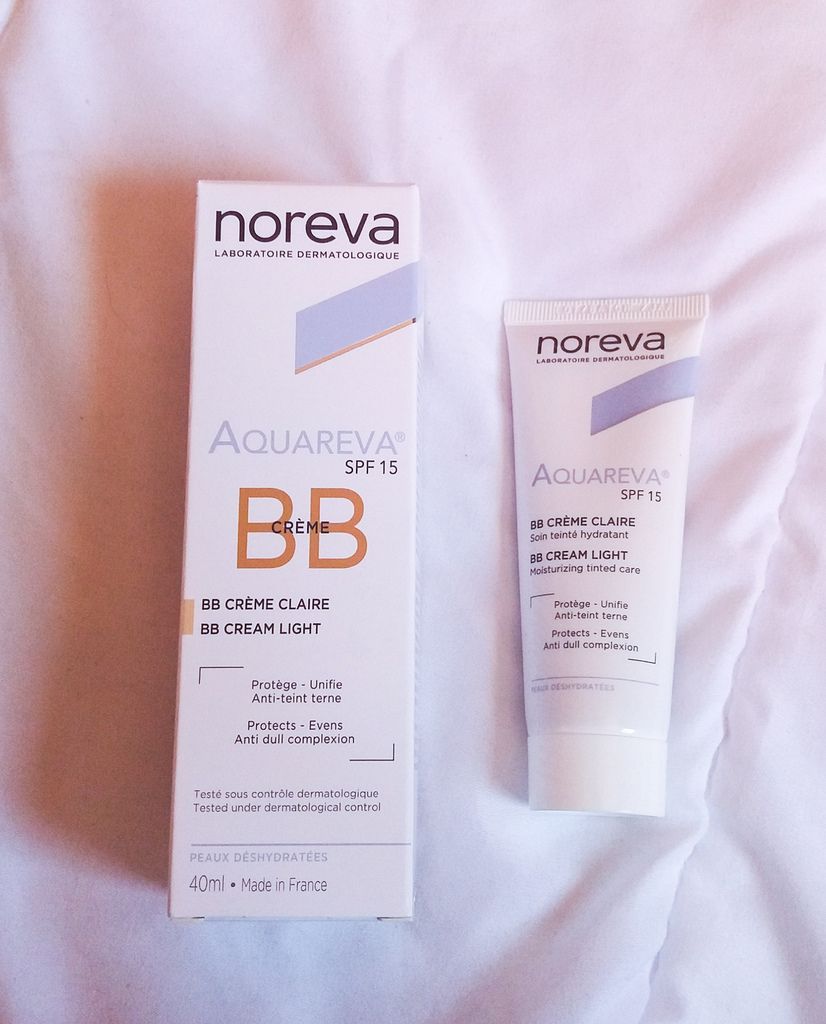 noreva
LABORATOIRE DERMATOLOGIQUE
AQUAREVA®
SPF 15
BB
CRÈME
BB CRÈME CLAIRE
BB CREAM LIGHT
Protège - Unifie
Anti-teint terne
Protects - Evens
Anti dull complexion
Testé sous contrôle dermatologique
Tested under dermatological control
PEAUX DÉSHYDRATÉES
40ml • Made in France
noreva
LABORATOIRE DERMATOLOGIQUE
AQUAREVA®
SPF 15
BB CRÈME CLAIRE
Soin teinté hydratant
BB CREAM LIGHT
Moisturizing tinted care
Protège - Unifie
Anti-teint terne
Protects - Evens
Anti dull complexion
PEAUX DÉSHYDRATÉES